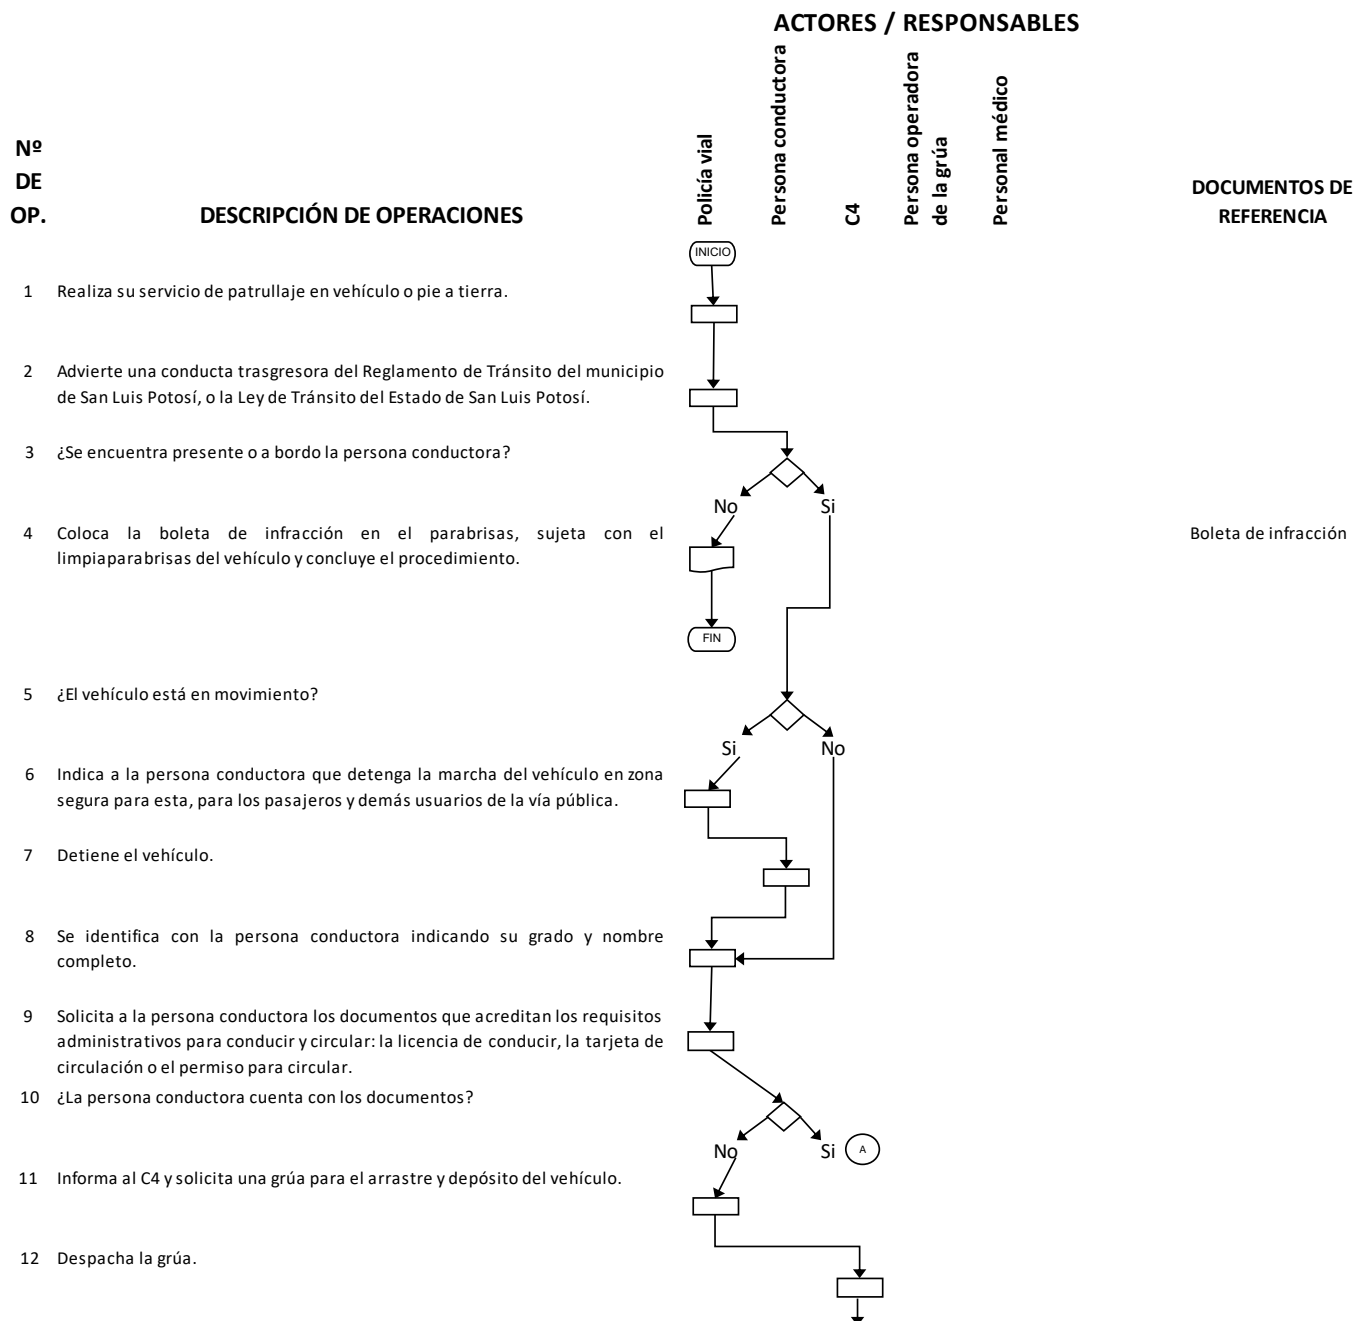 ACTORES / RESPONSABLES
Nº
DE
OP.
DESCRIPCIÓN DE OPERACIONES
Policía vial
Persona conductora
C4
Persona operadora
de la grúa
Personal médico
DOCUMENTOS DE
REFERENCIA
INICIO
1 Realiza su servicio de patrullaje en vehículo o pie a tierra.
2 Advierte una conducta trasgresora del Reglamento de Tránsito del municipio
de San Luis Potosí, o la Ley de Tránsito del Estado de San Luis Potosí.
3 ¿Se encuentra presente o a bordo la persona conductora?
No Si
4 Coloca la boleta de infracción en el parabrisas, sujeta con el
limpiaparabrisas del vehículo y concluye el procedimiento.
Boleta de infracción
FIN
5 ¿El vehículo está en movimiento?
Si No
6 Indica a la persona conductora que detenga la marcha del vehículo en zona
segura para esta, para los pasajeros y demás usuarios de la vía pública.
7 Detiene el vehículo.
8 Se identifica con la persona conductora indicando su grado y nombre
completo.
9 Solicita a la persona conductora los documentos que acreditan los requisitos
administrativos para conducir y circular: la licencia de conducir, la tarjeta de
circulación o el permiso para circular.
10 ¿La persona conductora cuenta con los documentos?
No Si A
11 Informa al C4 y solicita una grúa para el arrastre y depósito del vehículo.
12 Despacha la grúa.